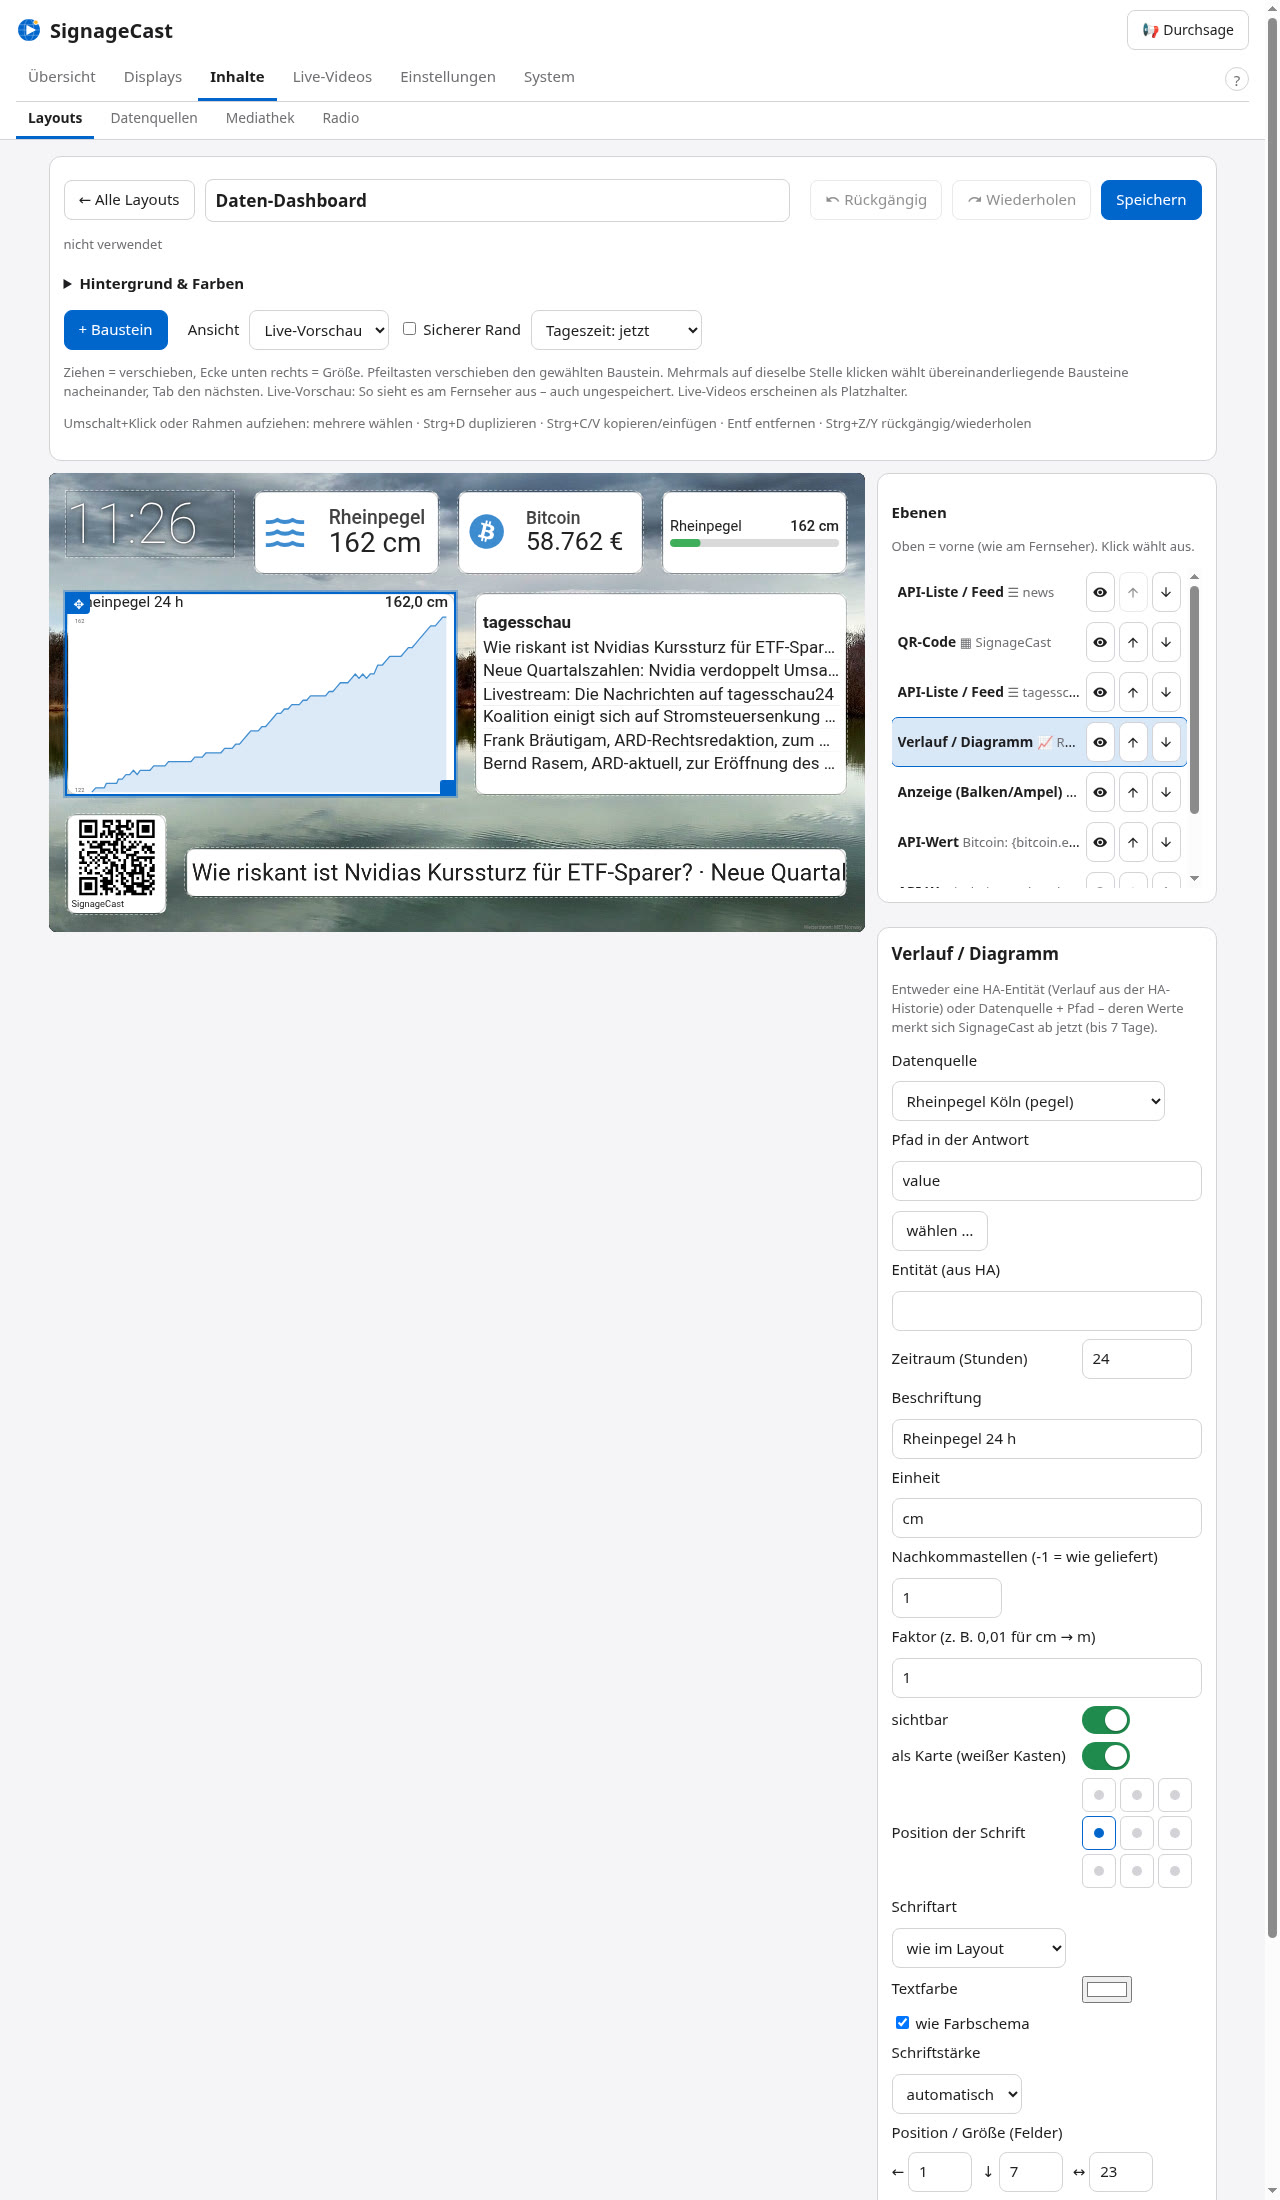 SignageCast
Durchsage
Übersicht Displays Inhalte Live-Videos Einstellungen System ?
Layouts Datenquellen Mediathek Radio
← Alle Layouts Daten-Dashboard Rückgängig Wiederholen Speichern
nicht verwendet
▶ Hintergrund & Farben
+ Baustein Ansicht Live-Vorschau Sicherer Rand Tageszeit: jetzt
Ziehen = verschieben, Ecke unten rechts = Größe. Pfeiltasten verschieben den gewählten Baustein. Mehrmals auf dieselbe Stelle klicken wählt übereinanderliegende Bausteine
nacheinander, Tab den nächsten. Live-Vorschau: So sieht es am Fernseher aus – auch ungespeichert. Live-Videos erscheinen als Platzhalter.
Umschalt+Klick oder Rahmen aufziehen: mehrere wählen · Strg+D duplizieren · Strg+C/V kopieren/einfügen · Entf entfernen · Strg+Z/Y rückgängig/wiederholen
11:26
Rheinpegel
162 cm
Bitcoin
58.762 €
Rheinpegel 162 cm
heinpegel 24 h 162,0 cm
162
122
tagesschau
Wie riskant ist Nvidias Kurssturz für ETF-Spar...
Neue Quartalszahlen: Nvidia verdoppelt Umsa...
Livestream: Die Nachrichten auf tagesschau24
Koalition einigt sich auf Stromsteuersenkung ...
Frank Bräutigam, ARD-Rechtsredaktion, zum ...
Bernd Rasem, ARD-aktuell, zur Eröffnung des ...
SignageCast
Wie riskant ist Nvidias Kurssturz für ETF-Sparer? · Neue Quartal
Ebenen
Oben = vorne (wie am Fernseher). Klick wählt aus.
API-Liste / Feed ☰ news
QR-Code ▦ SignageCast
API-Liste / Feed ☰ tagessc...
Verlauf / Diagramm R...
Anzeige (Balken/Ampel) ...
API-Wert Bitcoin: {bitcoin.e...
Verlauf / Diagramm
Entweder eine HA-Entität (Verlauf aus der HA-
Historie) oder Datenquelle + Pfad – deren Werte
merkt sich SignageCast ab jetzt (bis 7 Tage).
Datenquelle
Rheinpegel Köln (pegel)
Pfad in der Antwort
value
wählen ...
Entität (aus HA)
Zeitraum (Stunden) 24
Beschriftung
Rheinpegel 24 h
Einheit
cm
Nachkommastellen (-1 = wie geliefert)
1
Faktor (z. B. 0,01 für cm → m)
1
sichtbar
als Karte (weißer Kasten)
Position der Schrift
Schriftart
wie im Layout
Textfarbe
wie Farbschema
Schriftstärke
automatisch
Position / Größe (Felder)
← 1 ↓ 7 ↔ 23